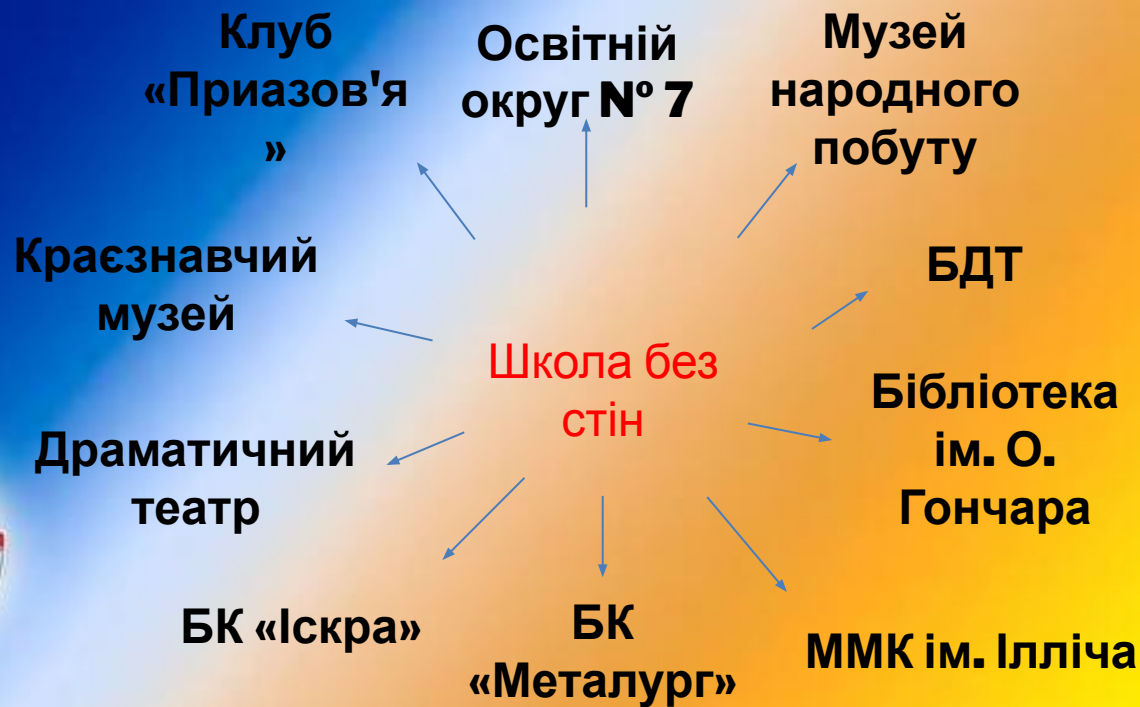 Клуб
«Приазов'я
»
Освітній
округ № 7
Музей
народного
побуту
Краєзнавчий
музей
БДТ
Школа без
стін
Бібліотека
ім. О.
Гончара
Драматичний
театр
БК «Іскра»
БК
«Металург»
ММК ім. Ілліча